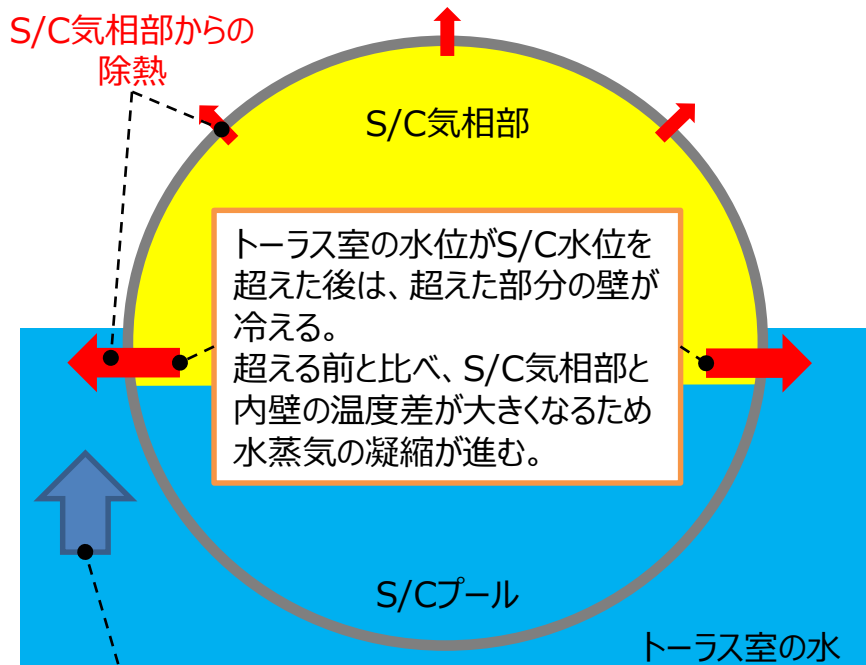 S/C気相部からの
除熱
S/C気相部
トーラス室の水位がS/C水位を
超えた後は、超えた部分の壁が
冷える。
超える前と比べ、S/C気相部と
内壁の温度差が大きくなるため
水蒸気の凝縮が進む。
S/Cプール
トーラス室の水